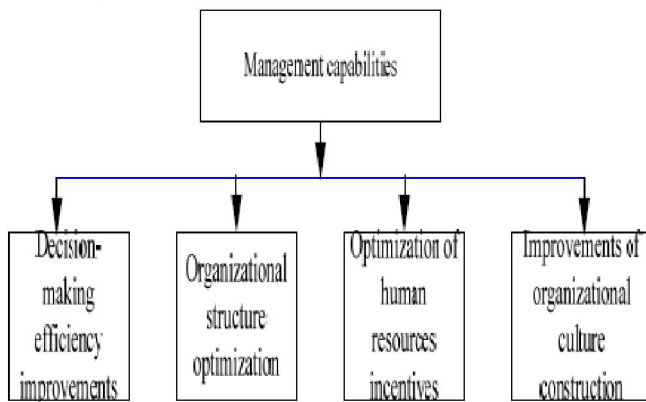 Management capabilities
Decision-
making
efficiency
improvements
Organizational
structure
optimization
Optimization of
human
resources
incentives
Improvements of
organizational
culture
construction